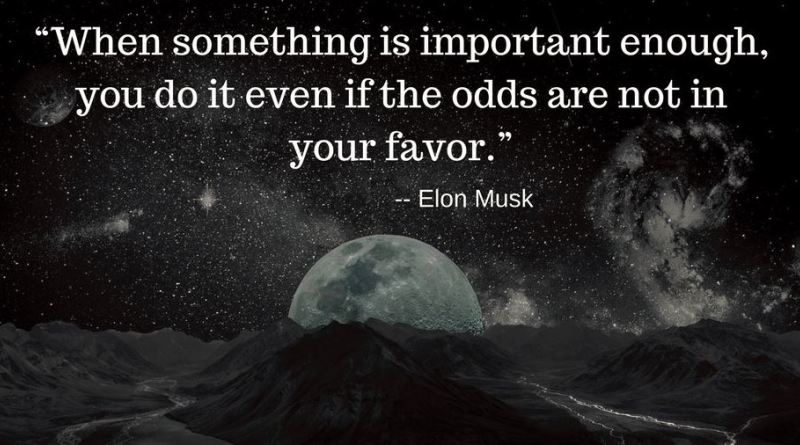 “When something is important enough,
you do it even if the odds are not in
your favor.”
-- Elon Musk